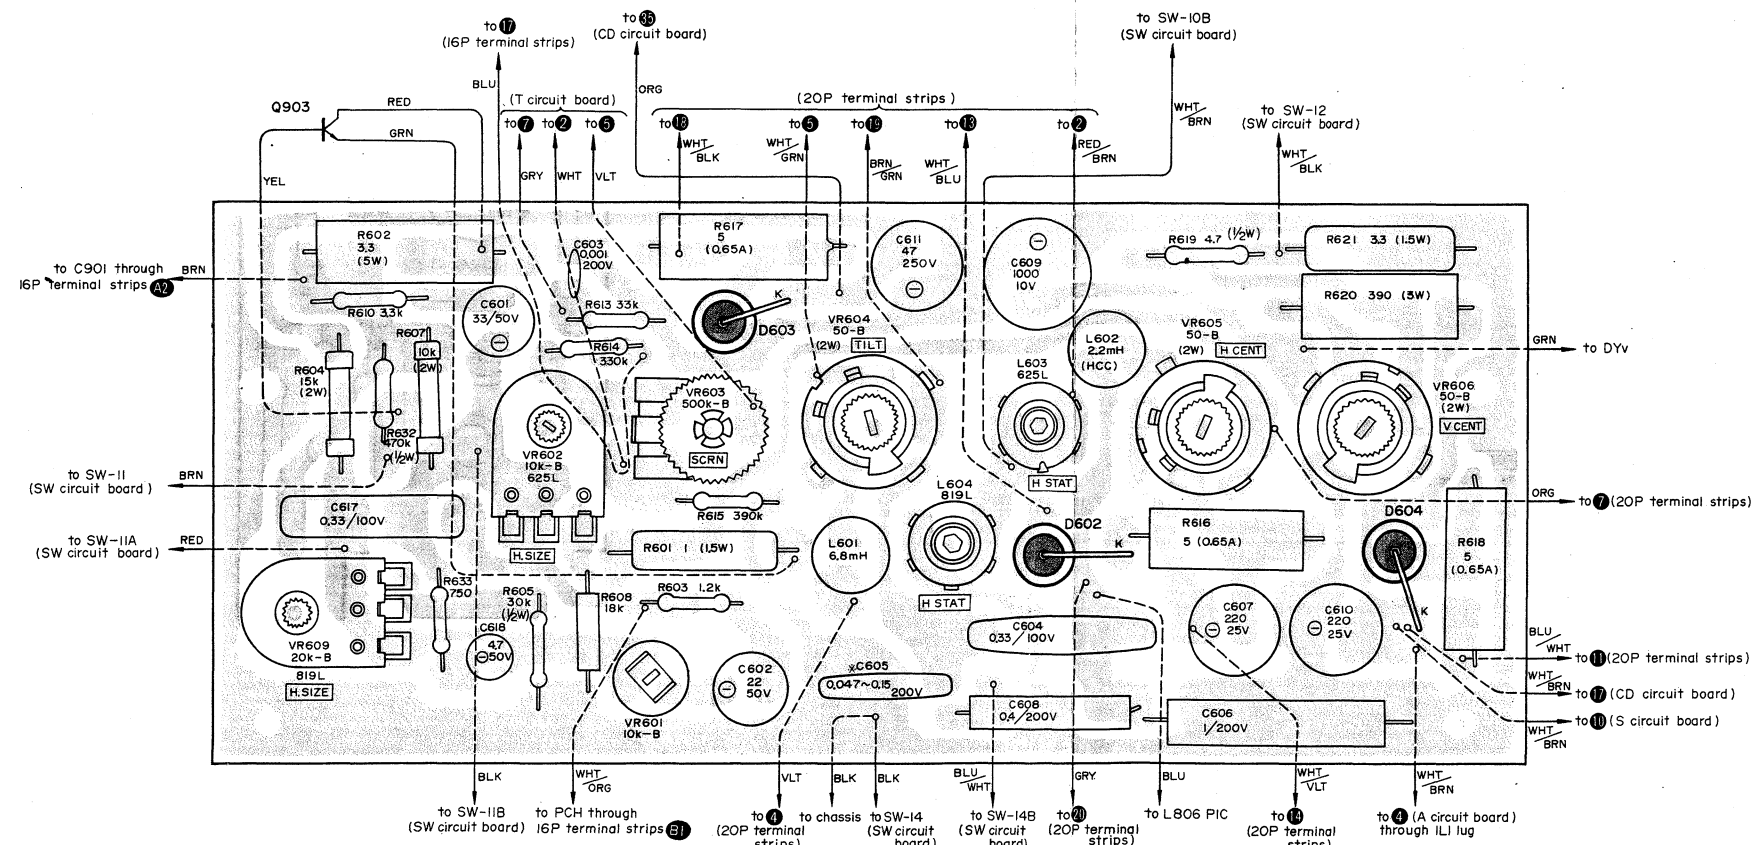 to 17
(16P terminal strips)
to 35
(CD circuit board)
to SW-10B
(SW circuit board)
BLU
ORG
Q903
RED
GRN
YEL
(T circuit board)
to 7
to 2
to 5
GRY
WHT
VLT
(20P terminal strips)
to 18
to 5
to 19
to 13
to 2
WHT/BLK
WHT/GRN
BRN/GRN
WHT/BLU
RED/BRN
WHT/BRN
to SW-12
(SW circuit board)
WHT/BLK
to C901 through
16P terminal strips A2
BRN
R602
3.3
(5W)
C603
0.001
200V
R617
5
(0.65A)
C611
47
250V
C609
1000
10V
R619 4.7 (1/2W)
R621 3.3 (1.5W)
R620 390 (3W)
R610 3.3k
C601
33/50V
R613 33k
K
D603
R614
330k
R607
10k
(2W)
R604
15k
(2W)
R632
470k
(1/2W)
VR604
50-B
(2W) TILT
L602
2.2mH
(HCC)
L603
625L
VR605
50-B
(2W) H CENT
VR606
50-B
(2W)
V CENT
GRN
to DYv
VR603
500k-B
SCRN
VR602
10k-B
625L
H.SIZE
H STAT
to SW-11
(SW circuit board)
BRN
ORG
to 7 (20P terminal strips)
C617
0.33/100V
R615 390k
L604
819L
H STAT
D602
K
R616
5 (0.65A)
D604
K
R618
5
(0.65A)
to SW-11A
(SW circuit board)
RED
R601 1 (1.5W)
L601
6.8mH
VR609
20k-B
819L
H.SIZE
R633
750
R605
30k
(1/2W)
R608
18k
R603 1.2k
C618
4.7
50V
VR601
10k-B
C602
22
50V
xC605
0.047~0.15
200V
C604
0.33/100V
C607
220
25V
C610
220
25V
C608
0.4/200V
C606
1/200V
BLU/WHT
to 11 (20P terminal strips)
WHT/BRN
to 17 (CD circuit board)
to 10 (S circuit board)
WHT/BRN
BLK
WHT/ORG
VLT
BLK
BLK
BLU/WHT
GRY
BLU
WHT/VLT
WHT/BRN
to SW-11B
(SW circuit board)
to PCH through
16P terminal strips B1
to 4
(20P terminal
strips)
to chassis
to SW-14
(SW circuit
board)
to SW-14B
(SW circuit
board)
to 20
(20P terminal
strips)
to L806 PIC
to 14
(20P terminal
strips)
to 4 (A circuit board)
through 1L1 lug